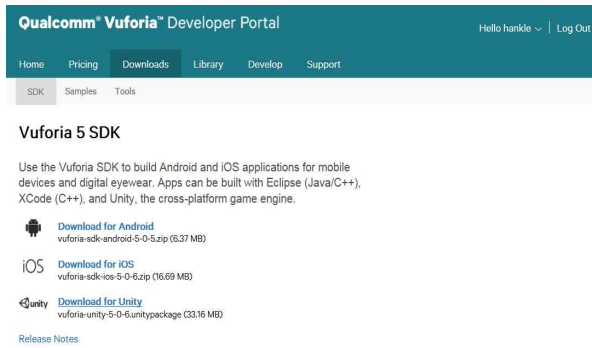 Qualcomm® Vuforia™ Developer Portal
Hello hankle | Log Out
Home Pricing Downloads Library Develop Support
SDK Samples Tools
Vuforia 5 SDK
Use the Vuforia SDK to build Android and iOS applications for mobile
devices and digital eyewear. Apps can be built with Eclipse (Java/C++),
XCode (C++), and Unity, the cross-platform game engine.
Download for Android
vuforia-sdk-android-5-0-5.zip (6.37 MB)
iOS Download for iOS
vuforia-sdk-ios-5-0-6.zip (16.69 MB)
unity Download for Unity
vuforia-unity-5-0-6.unitypackage (33.16 MB)
Release Notes